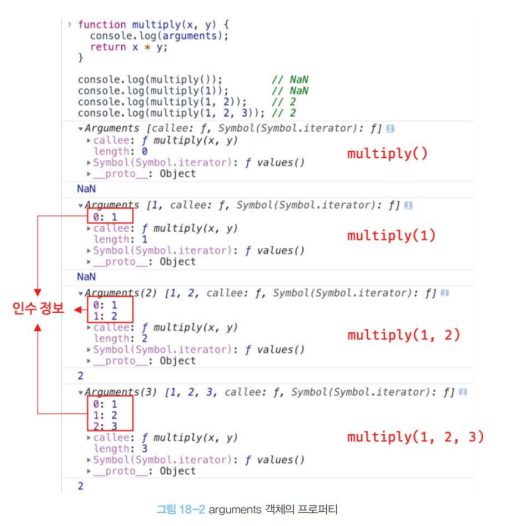 > function multiply(x, y) {
console.log(arguments);
return x * y;
}
console.log(multiply()); // NaN
console.log(multiply(1)); // NaN
console.log(multiply(1, 2)); // 2
console.log(multiply(1, 2, 3)); // 2
▼Arguments [callee: ƒ, Symbol(Symbol.iterator): ƒ] i
▶callee: ƒ multiply(x, y)
length: 0
▶Symbol(Symbol.iterator): ƒ values()
▶__proto__: Object
multiply()
NaN
▼Arguments [1, callee: ƒ, Symbol(Symbol.iterator): ƒ] i
0: 1
▶callee: ƒ multiply(x, y)
length: 1
▶Symbol(Symbol.iterator): ƒ values()
▶__proto__: Object
multiply(1)
NaN
인수 정보
▼Arguments(2) [1, 2, callee: ƒ, Symbol(Symbol.iterator): ƒ] i
0: 1
1: 2
▶callee: ƒ multiply(x, y)
length: 2
▶Symbol(Symbol.iterator): ƒ values()
▶__proto__: Object
multiply(1, 2)
2
▼Arguments(3) [1, 2, 3, callee: ƒ, Symbol(Symbol.iterator): ƒ] i
0: 1
1: 2
2: 3
▶callee: ƒ multiply(x, y)
length: 3
▶Symbol(Symbol.iterator): ƒ values()
▶__proto__: Object
multiply(1, 2, 3)
2
그림 18-2 arguments 객체의 프로퍼티